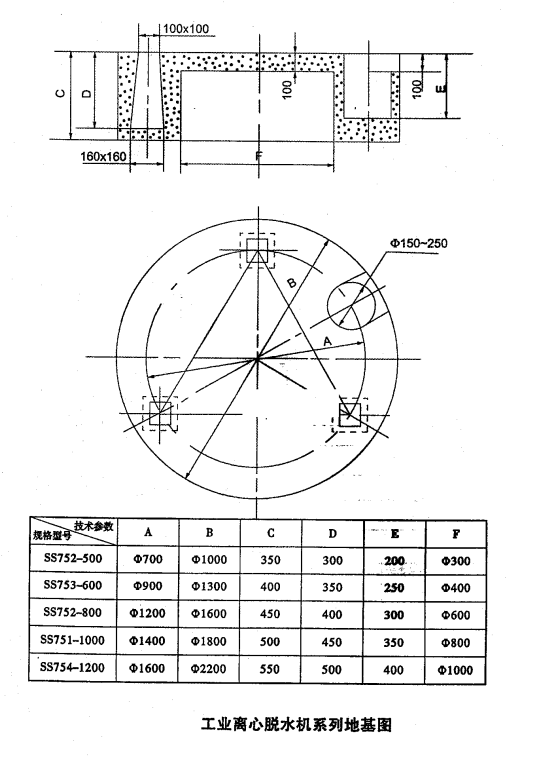 100x100
C
D
100
100
E
160x160
F
Φ150~250
B
A
技术参数
规格型号
A B C D E F
SS752-500 Φ700 Φ1000 350 300 200 Φ300
SS753-600 Φ900 Φ1300 400 350 250 Φ400
SS752-800 Φ1200 Φ1600 450 400 300 Φ600
SS751-1000 Φ1400 Φ1800 500 450 350 Φ800
SS754-1200 Φ1600 Φ2200 550 500 400 Φ1000
工业离心脱水机系列地基图